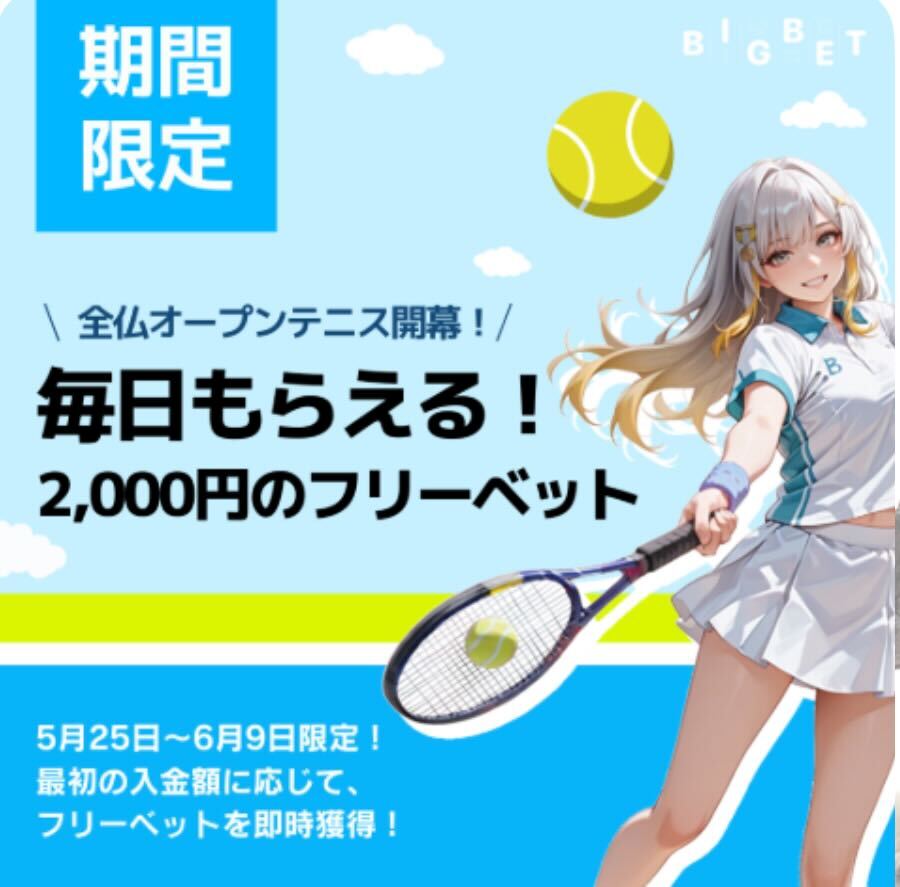 期間
限定
BIGBET
\ 全仏オープンテニス開幕！/
毎日もらえる！
2,000円のフリーベット
B
5月25日～6月9日限定！
最初の入金額に応じて、
フリーベットを即時獲得！